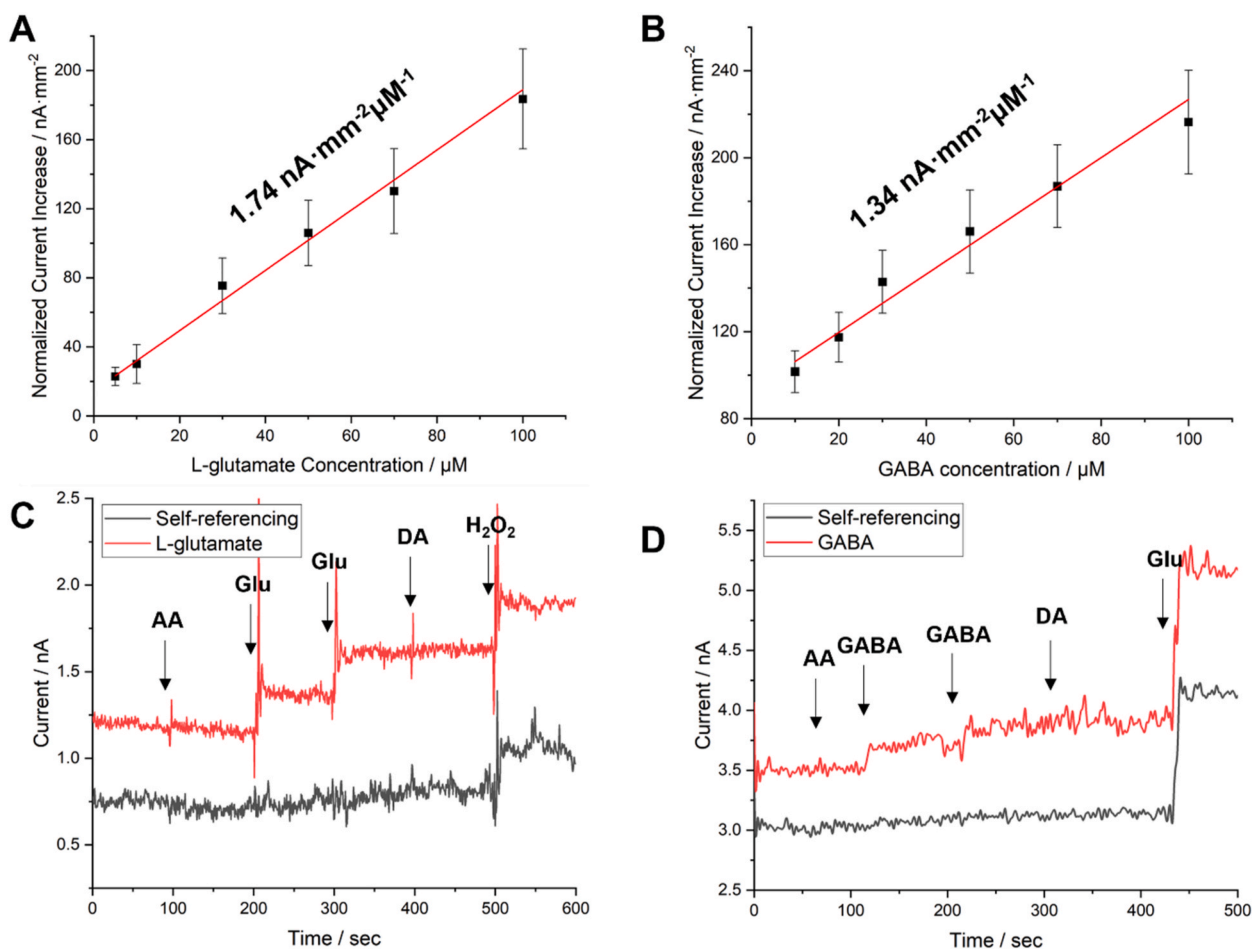 A
Normalized Current Increase / nA·mm⁻²
200
160
120
80
40
0
1.74 nA·mm⁻²µM⁻¹
0 20 40 60 80 100
L-glutamate Concentration / µM
B
Normalized Current Increase / nA·mm⁻²
240
200
160
120
80
1.34 nA·mm⁻²µM⁻¹
0 20 40 60 80 100
GABA concentration / µM
C
Current / nA
2.5
2.0
1.5
1.0
0.5
Self-referencing
L-glutamate
AA
Glu
Glu
DA
H₂O₂
0 100 200 300 400 500 600
Time / sec
D
Current / nA
5.5
5.0
4.5
4.0
3.5
3.0
2.5
Self-referencing
GABA
AA
GABA
GABA
DA
Glu
0 100 200 300 400 500
Time / sec